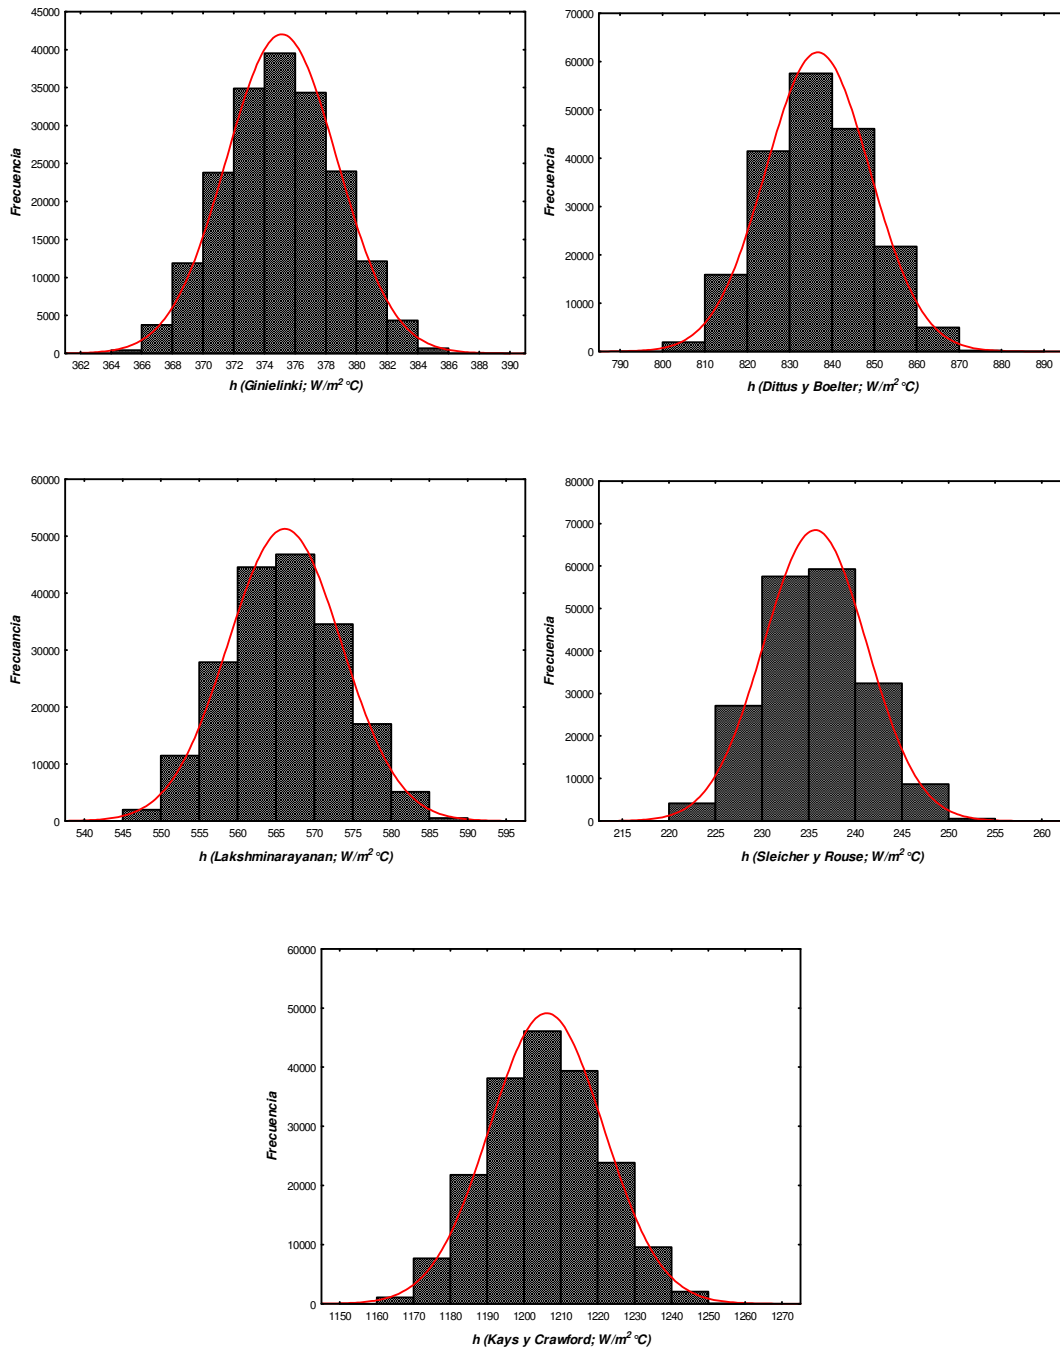 45000
40000
35000
30000
25000
20000
15000
10000
5000
0
Frecuencia
362 364 366 368 370 372 374 376 378 380 382 384 386 388 390
h (Ginielinki; W/m²°C)
70000
60000
50000
40000
30000
20000
10000
0
Frecuencia
790 800 810 820 830 840 850 860 870 880 890
h (Dittus y Boelter; W/m²°C)
60000
50000
40000
30000
20000
10000
0
Frecuancia
540 545 550 555 560 565 570 575 580 585 590 595
h (Lakshminarayanan; W/m²°C)
80000
70000
60000
50000
40000
30000
20000
10000
0
Frecuencia
215 220 225 230 235 240 245 250 255 260
h (Sleicher y Rouse; W/m²°C)
60000
50000
40000
30000
20000
10000
0
Frecuencia
1150 1160 1170 1180 1190 1200 1210 1220 1230 1240 1250 1260 1270
h (Kays y Crawford; W/m²°C)